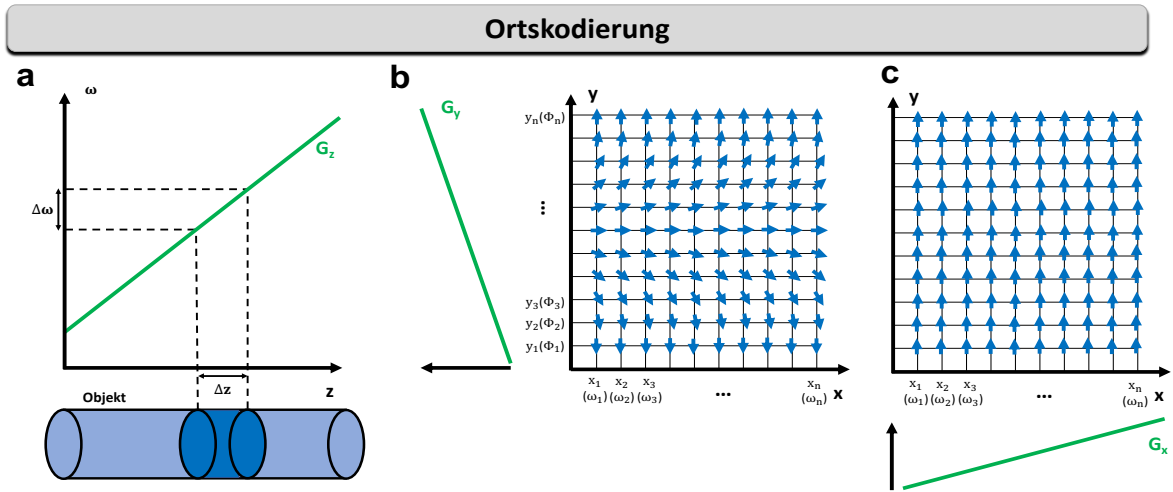 Ortskodierung
a
ω
G_z
Δω
Δz
z
Objekt
b
G_y
y
y_n(Φ_n)
⋮
y_3(Φ_3)
y_2(Φ_2)
y_1(Φ_1)
x_1 x_2 x_3 ... x_n x
(ω_1) (ω_2) (ω_3) (ω_n)
c
y
x_1 x_2 x_3 ... x_n x
(ω_1) (ω_2) (ω_3) (ω_n)
G_x